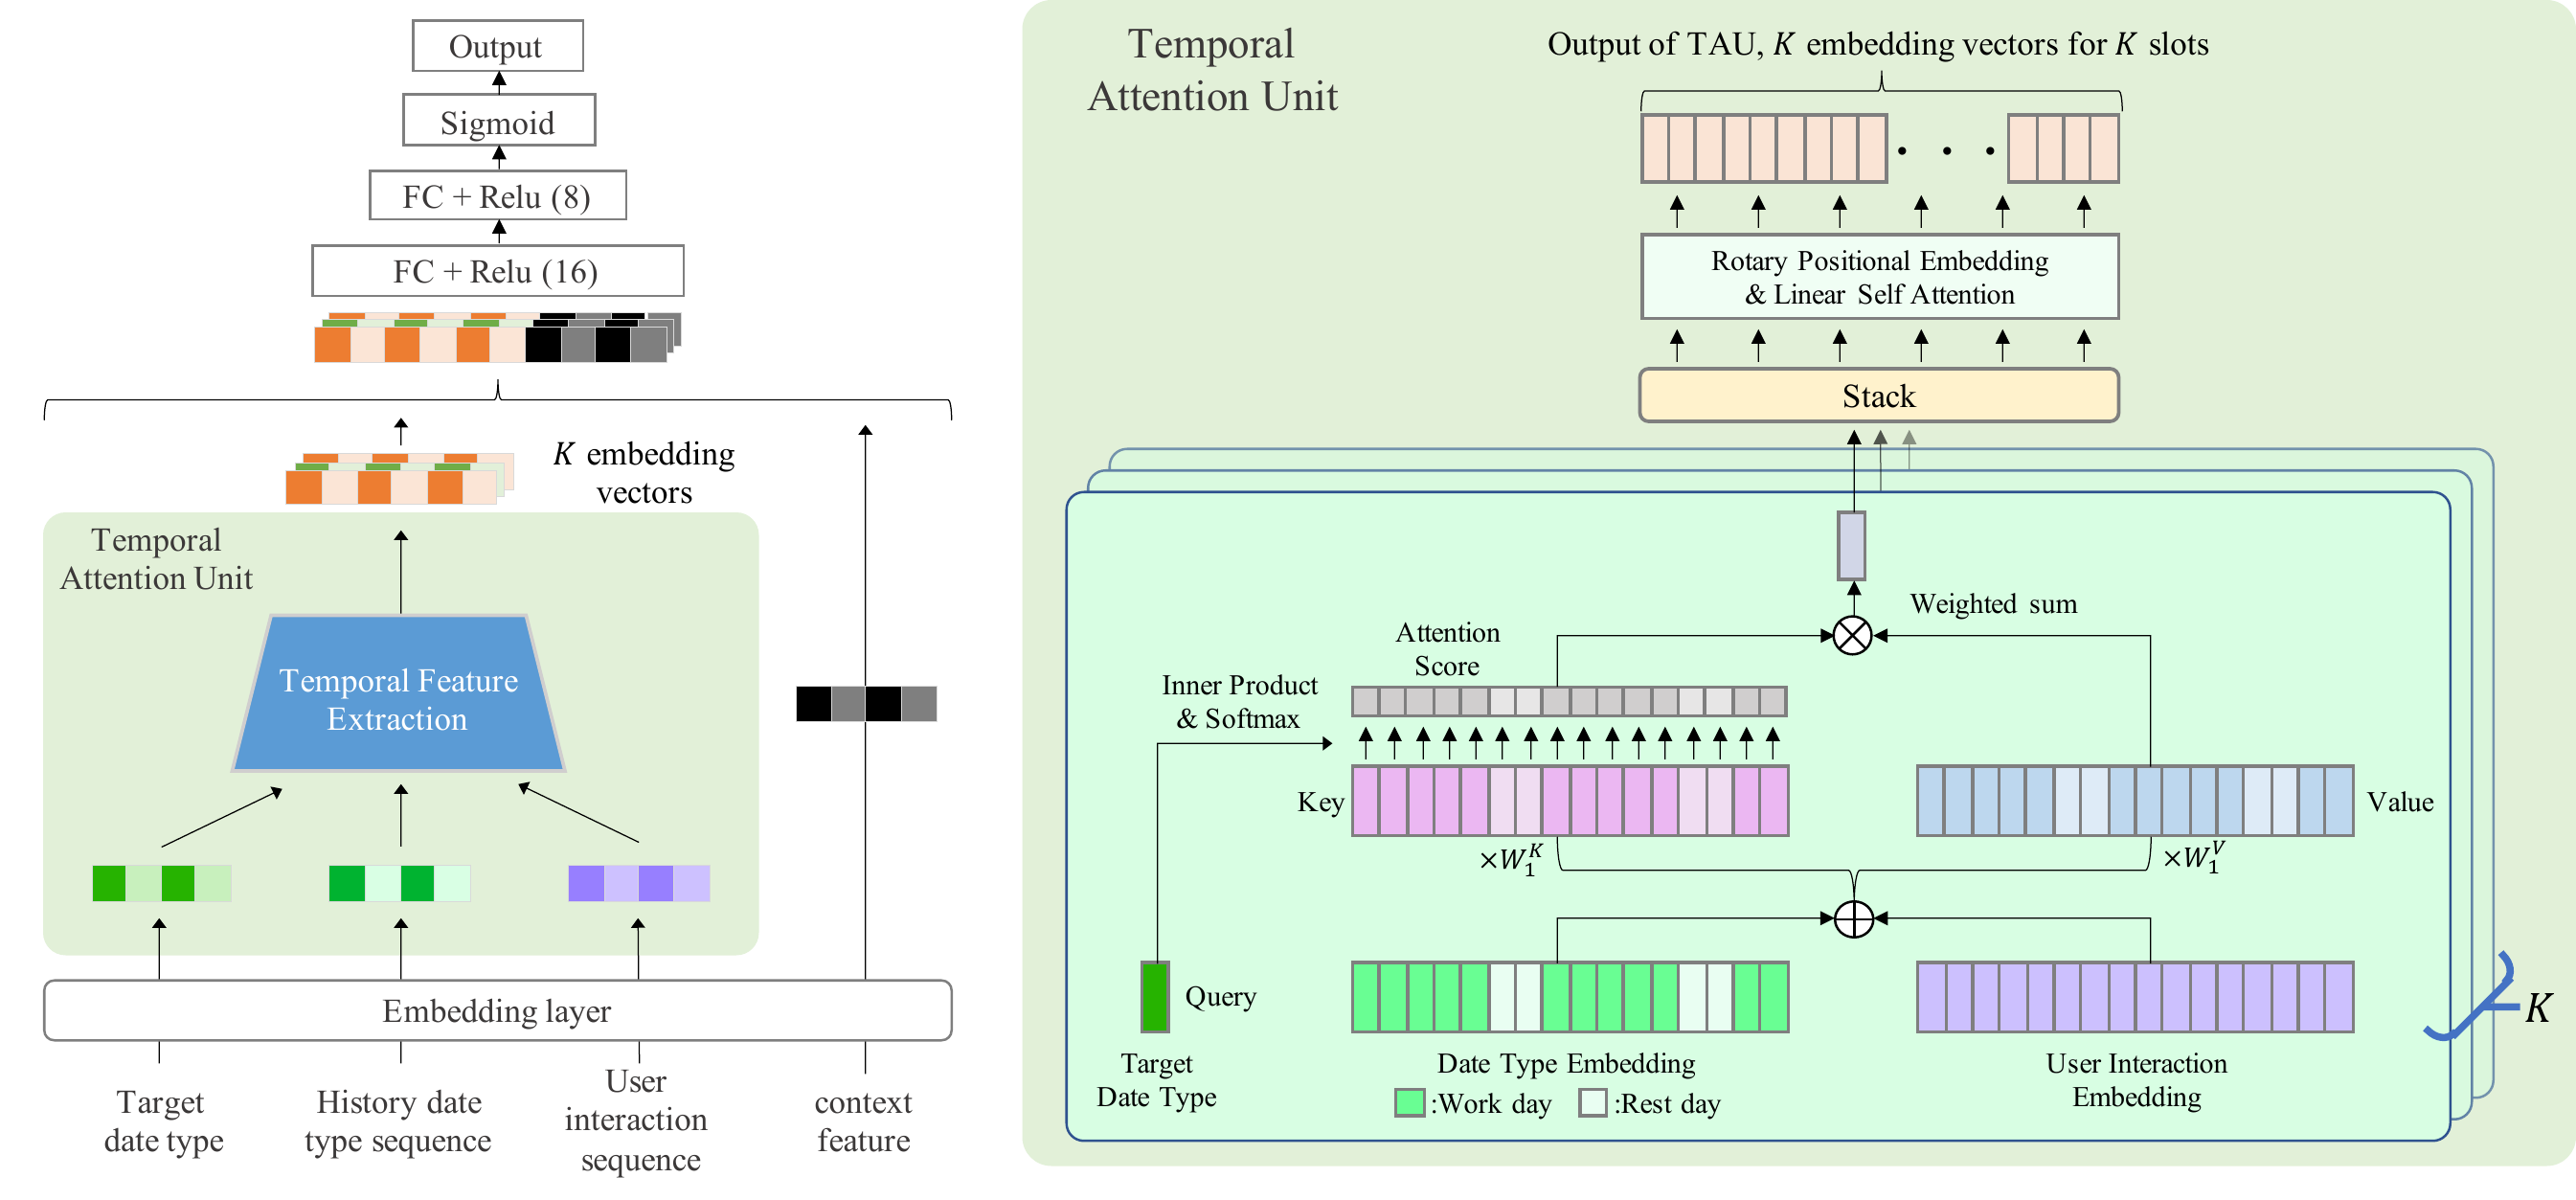 Output
Sigmoid
FC + Relu (8)
FC + Relu (16)
K embedding
vectors
Temporal
Attention Unit
Temporal Feature
Extraction
Embedding layer
Target
date type
History date
type sequence
User
interaction
sequence
context
feature
Temporal
Attention Unit
Output of TAU, K embedding vectors for K slots
Rotary Positional Embedding
& Linear Self Attention
Stack
Weighted sum
Attention
Score
Inner Product
& Softmax
Key
Value
×W₁ᴷ
×W₁ⱽ
Query
K
Target
Date Type
Date Type Embedding
:Work day :Rest day
User Interaction
Embedding